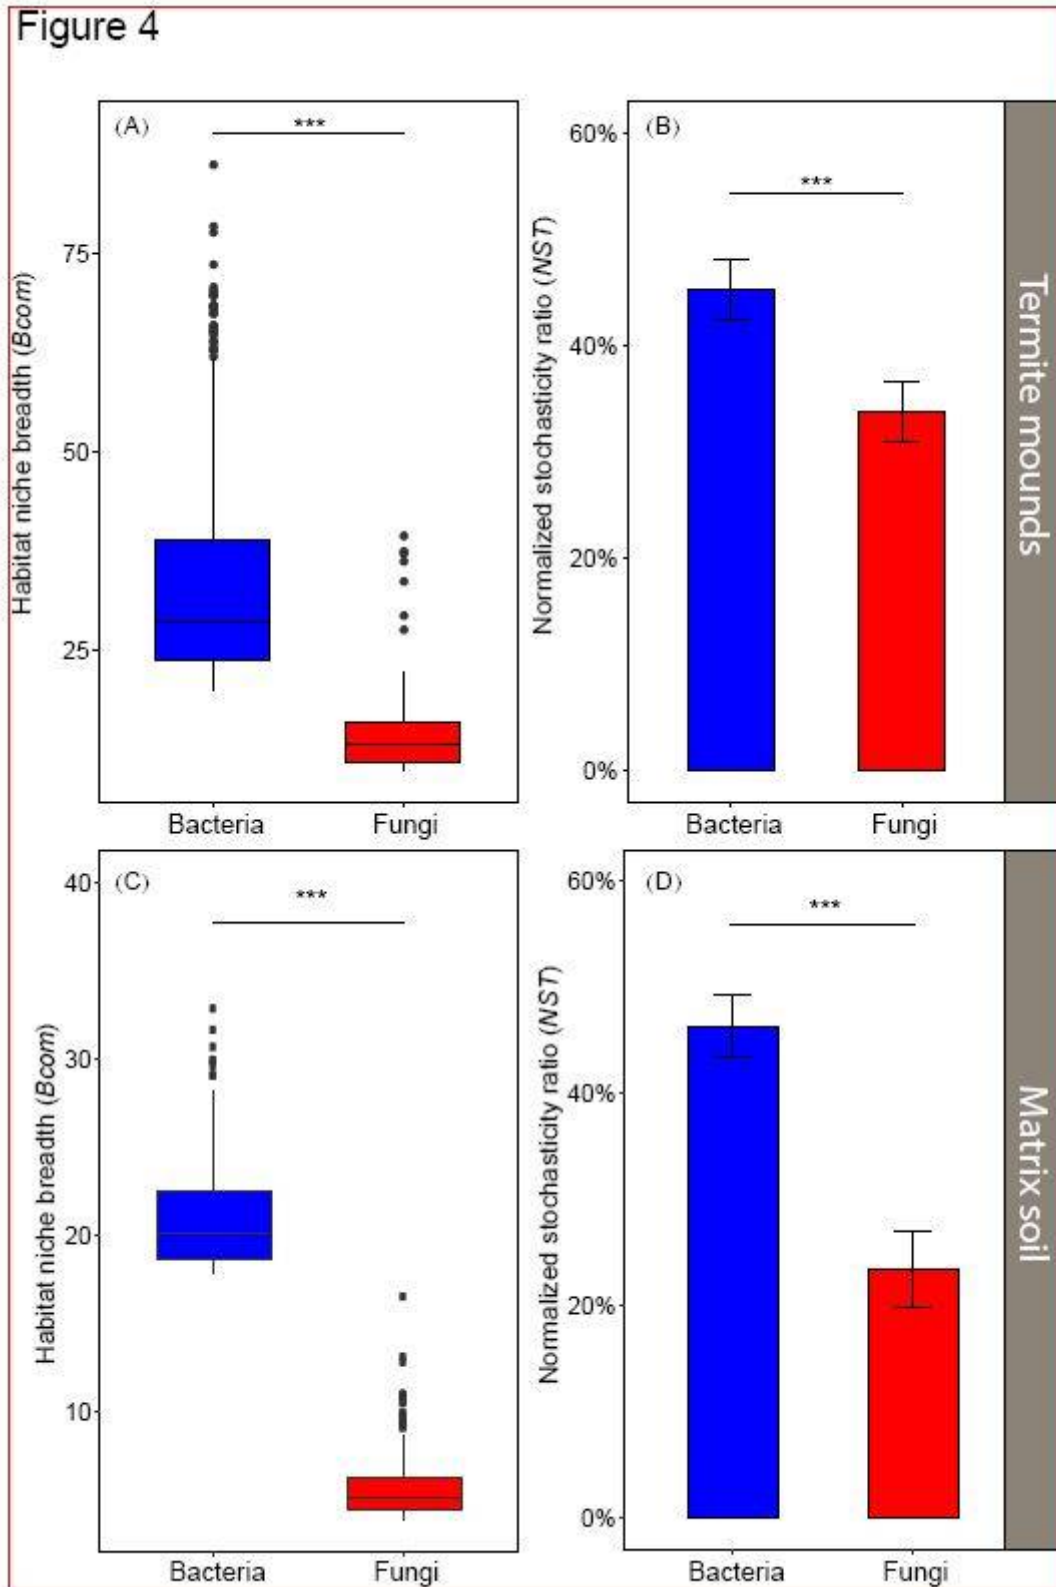 Figure 4
(A)
***
75
50
25
Habitat niche breadth (Bcom)
Bacteria
Fungi
(B)
***
60%
40%
20%
0%
Normalized stochasticity ratio (NST)
Bacteria
Fungi
Termite mounds
(C)
***
40
30
20
10
Habitat niche breadth (Bcom)
Bacteria
Fungi
(D)
***
60%
40%
20%
0%
Normalized stochasticity ratio (NST)
Bacteria
Fungi
Matrix soil